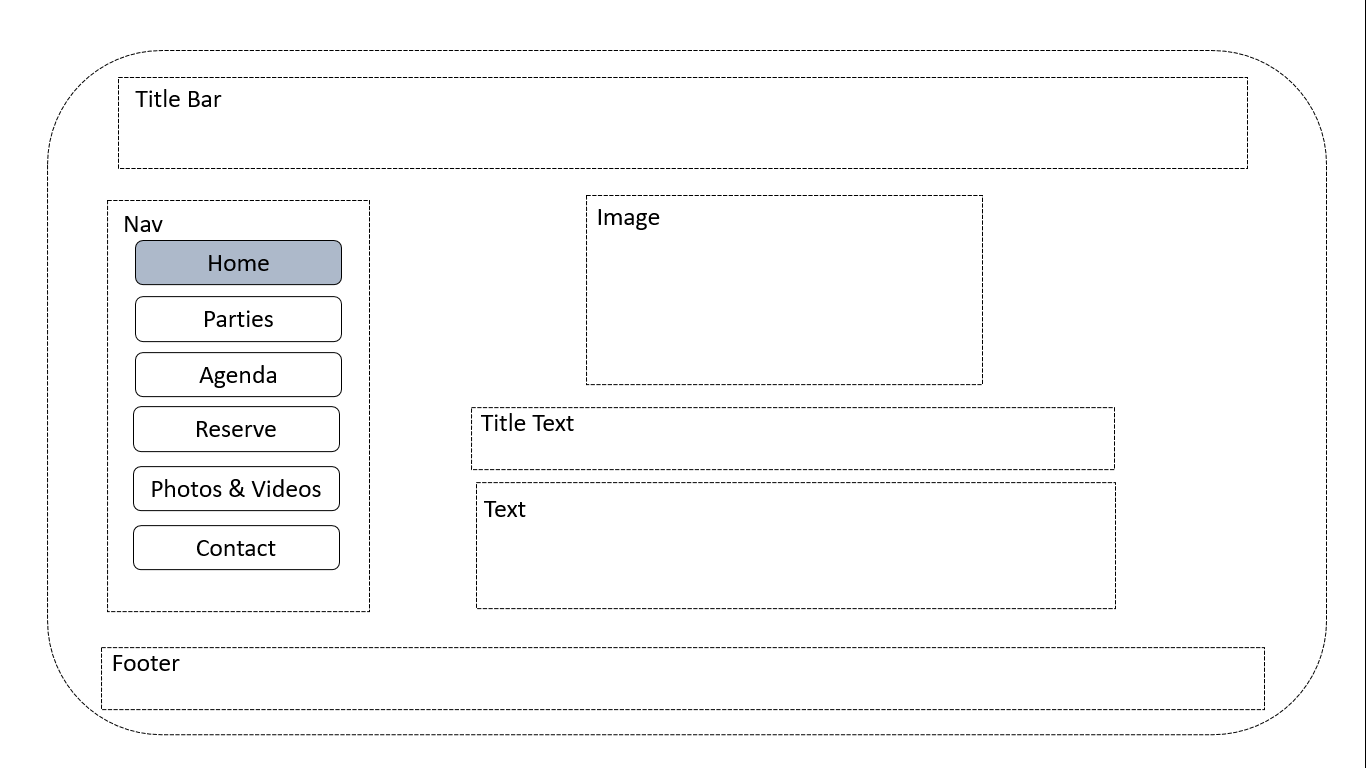 Title Bar
Nav
Home
Parties
Agenda
Reserve
Photos & Videos
Contact
Image
Title Text
Text
Footer